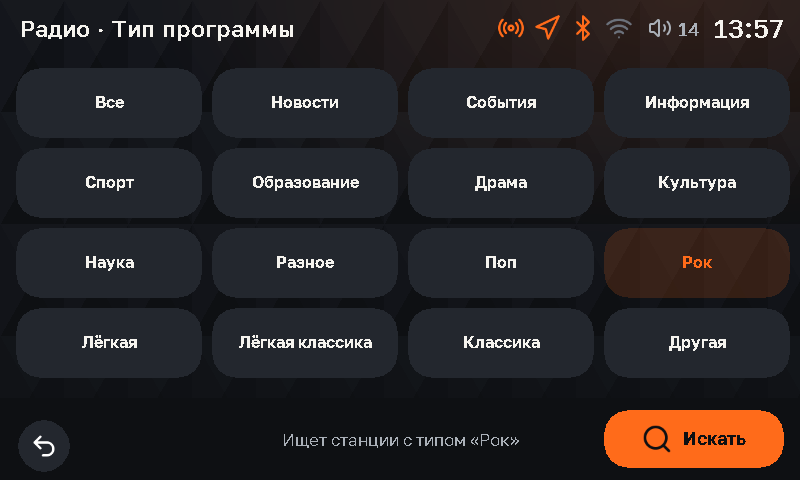 Радио · Тип программы
14 13:57
Все Новости События Информация
Спорт Образование Драма Культура
Наука Разное Поп Рок
Лёгкая Лёгкая классика Классика Другая
Ищет станции с типом «Рок»
Искать